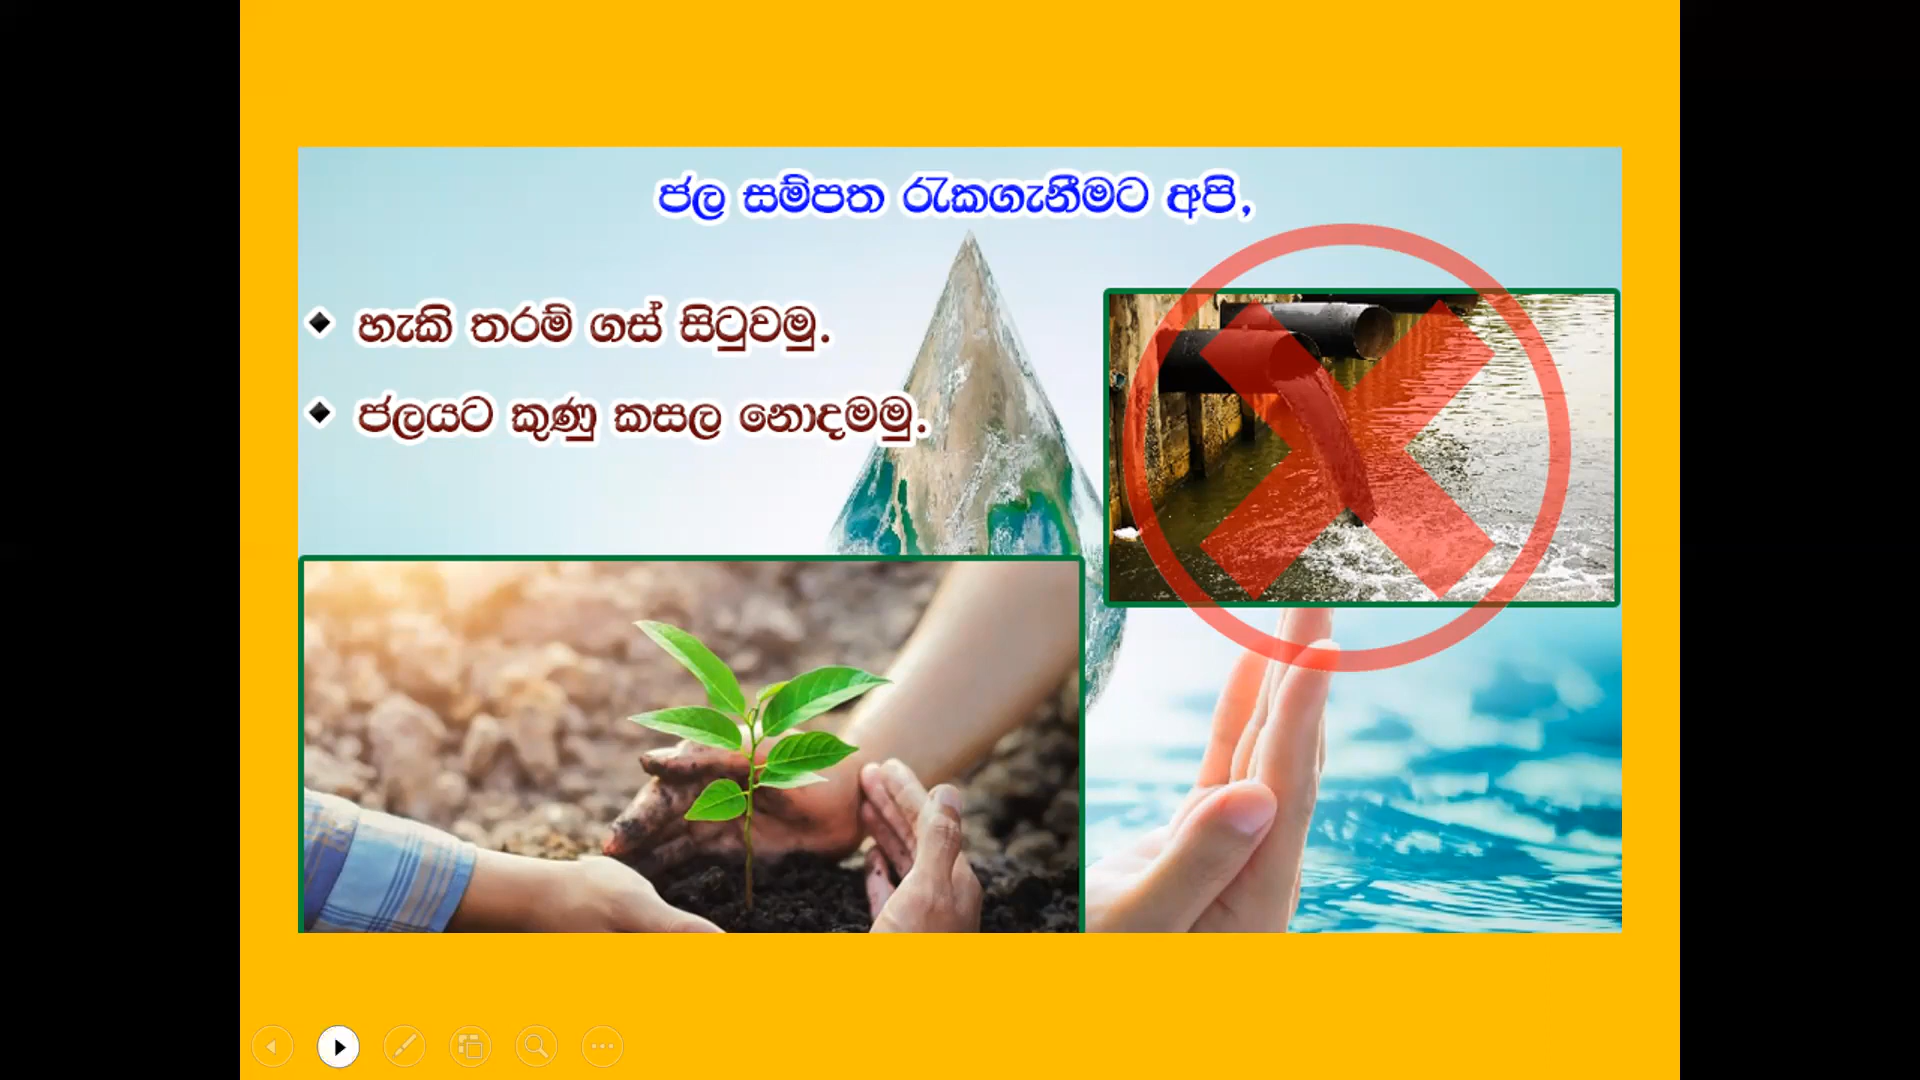 ජල සම්පත රැකගැනීමට අපි,
හැකි තරම් ගස් සිටුවමු.
ජලයට කුණු කසල නොදමමු.